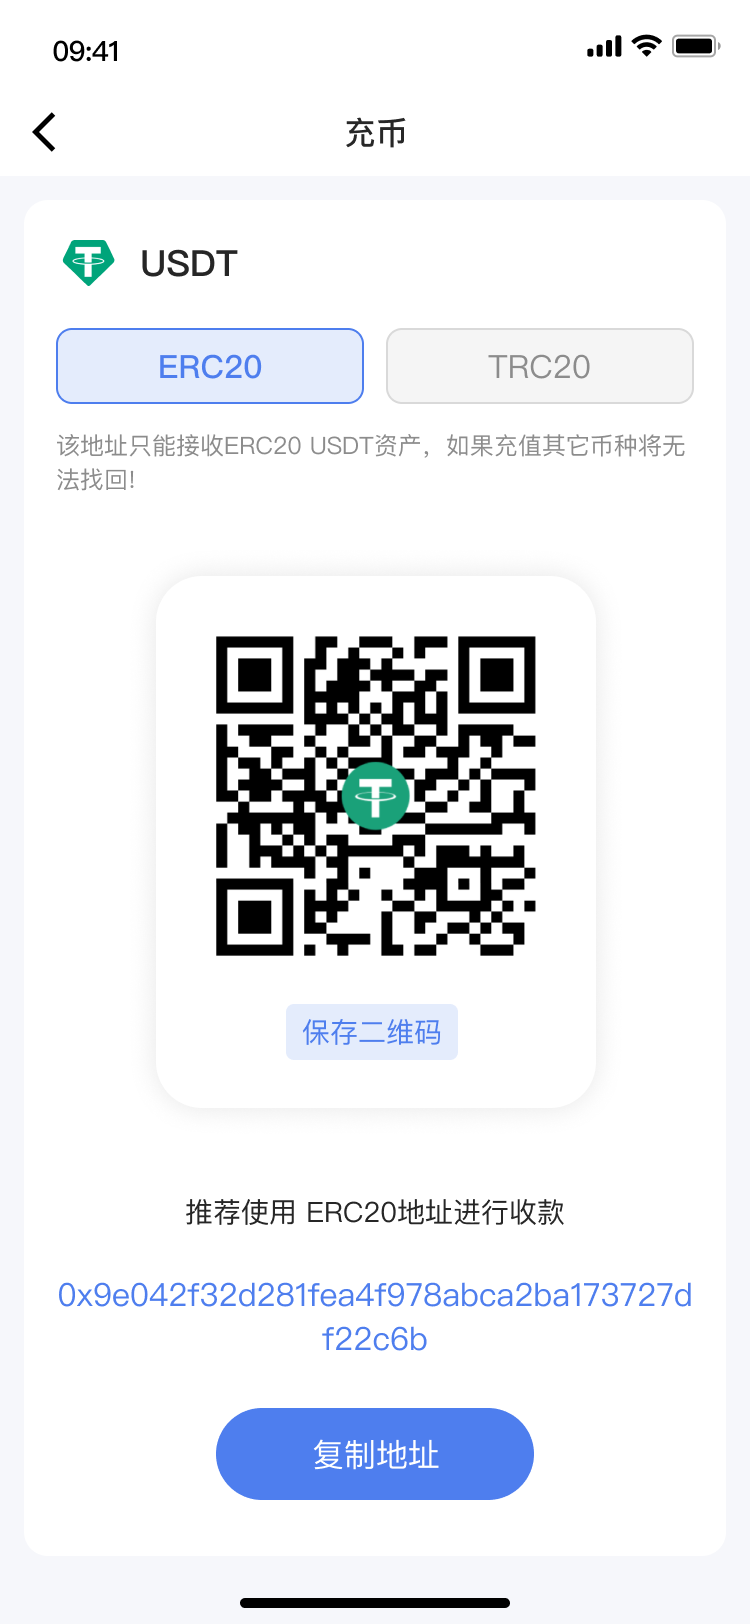 09:41
充币
USDT
ERC20
TRC20
该地址只能接收ERC20 USDT资产，如果充值其它币种将无
法找回!
保存二维码
推荐使用 ERC20地址进行收款
0x9e042f32d281fea4f978abca2ba173727d
f22c6b
复制地址